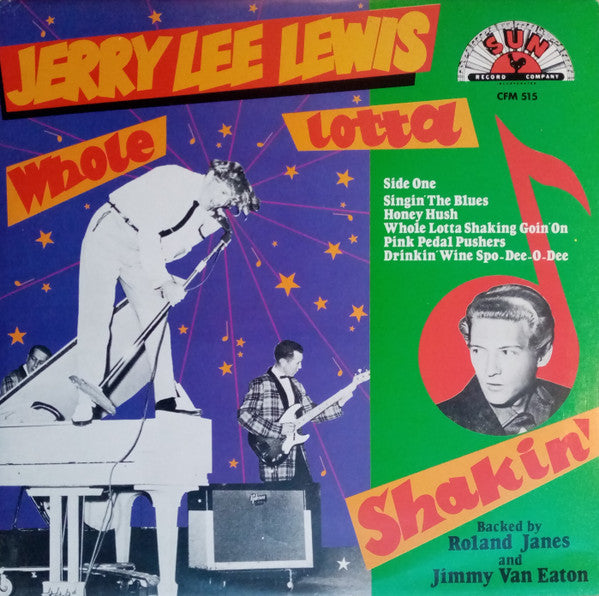 JERRY LEE LEWIS
SUN
RECORD COMPANY
CFM 515
Whole
lotta
Side One
Singin' The Blues
Honey Hush
Whole Lotta Shaking Goin' On
Pink Pedal Pushers
Drinkin' Wine Spo-Dee-O-Dee
Shakin'
Backed by
Roland Janes
and
Jimmy Van Eaton